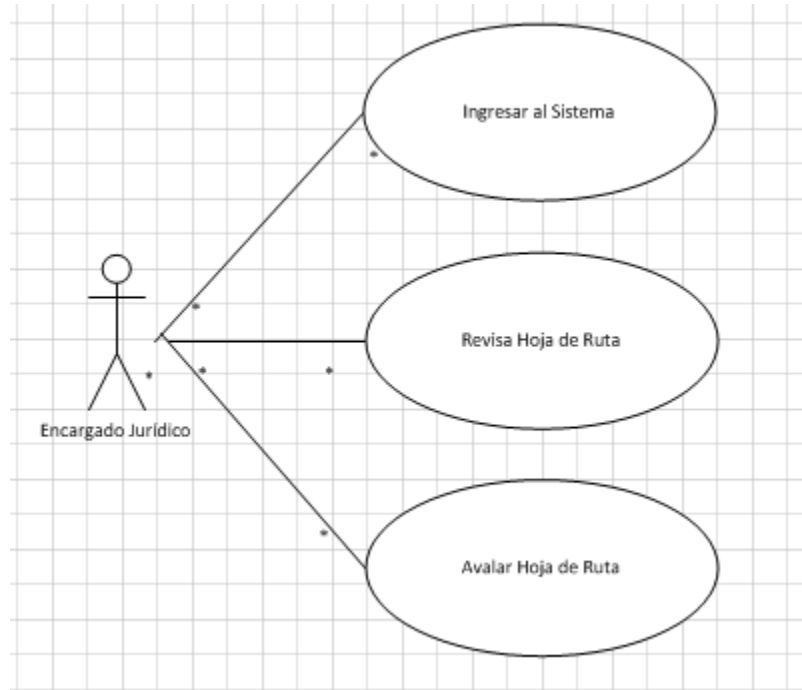 Ingresar al Sistema
*
*
Revisa Hoja de Ruta
*
*
*
Encargado Jurídico
*
Avalar Hoja de Ruta